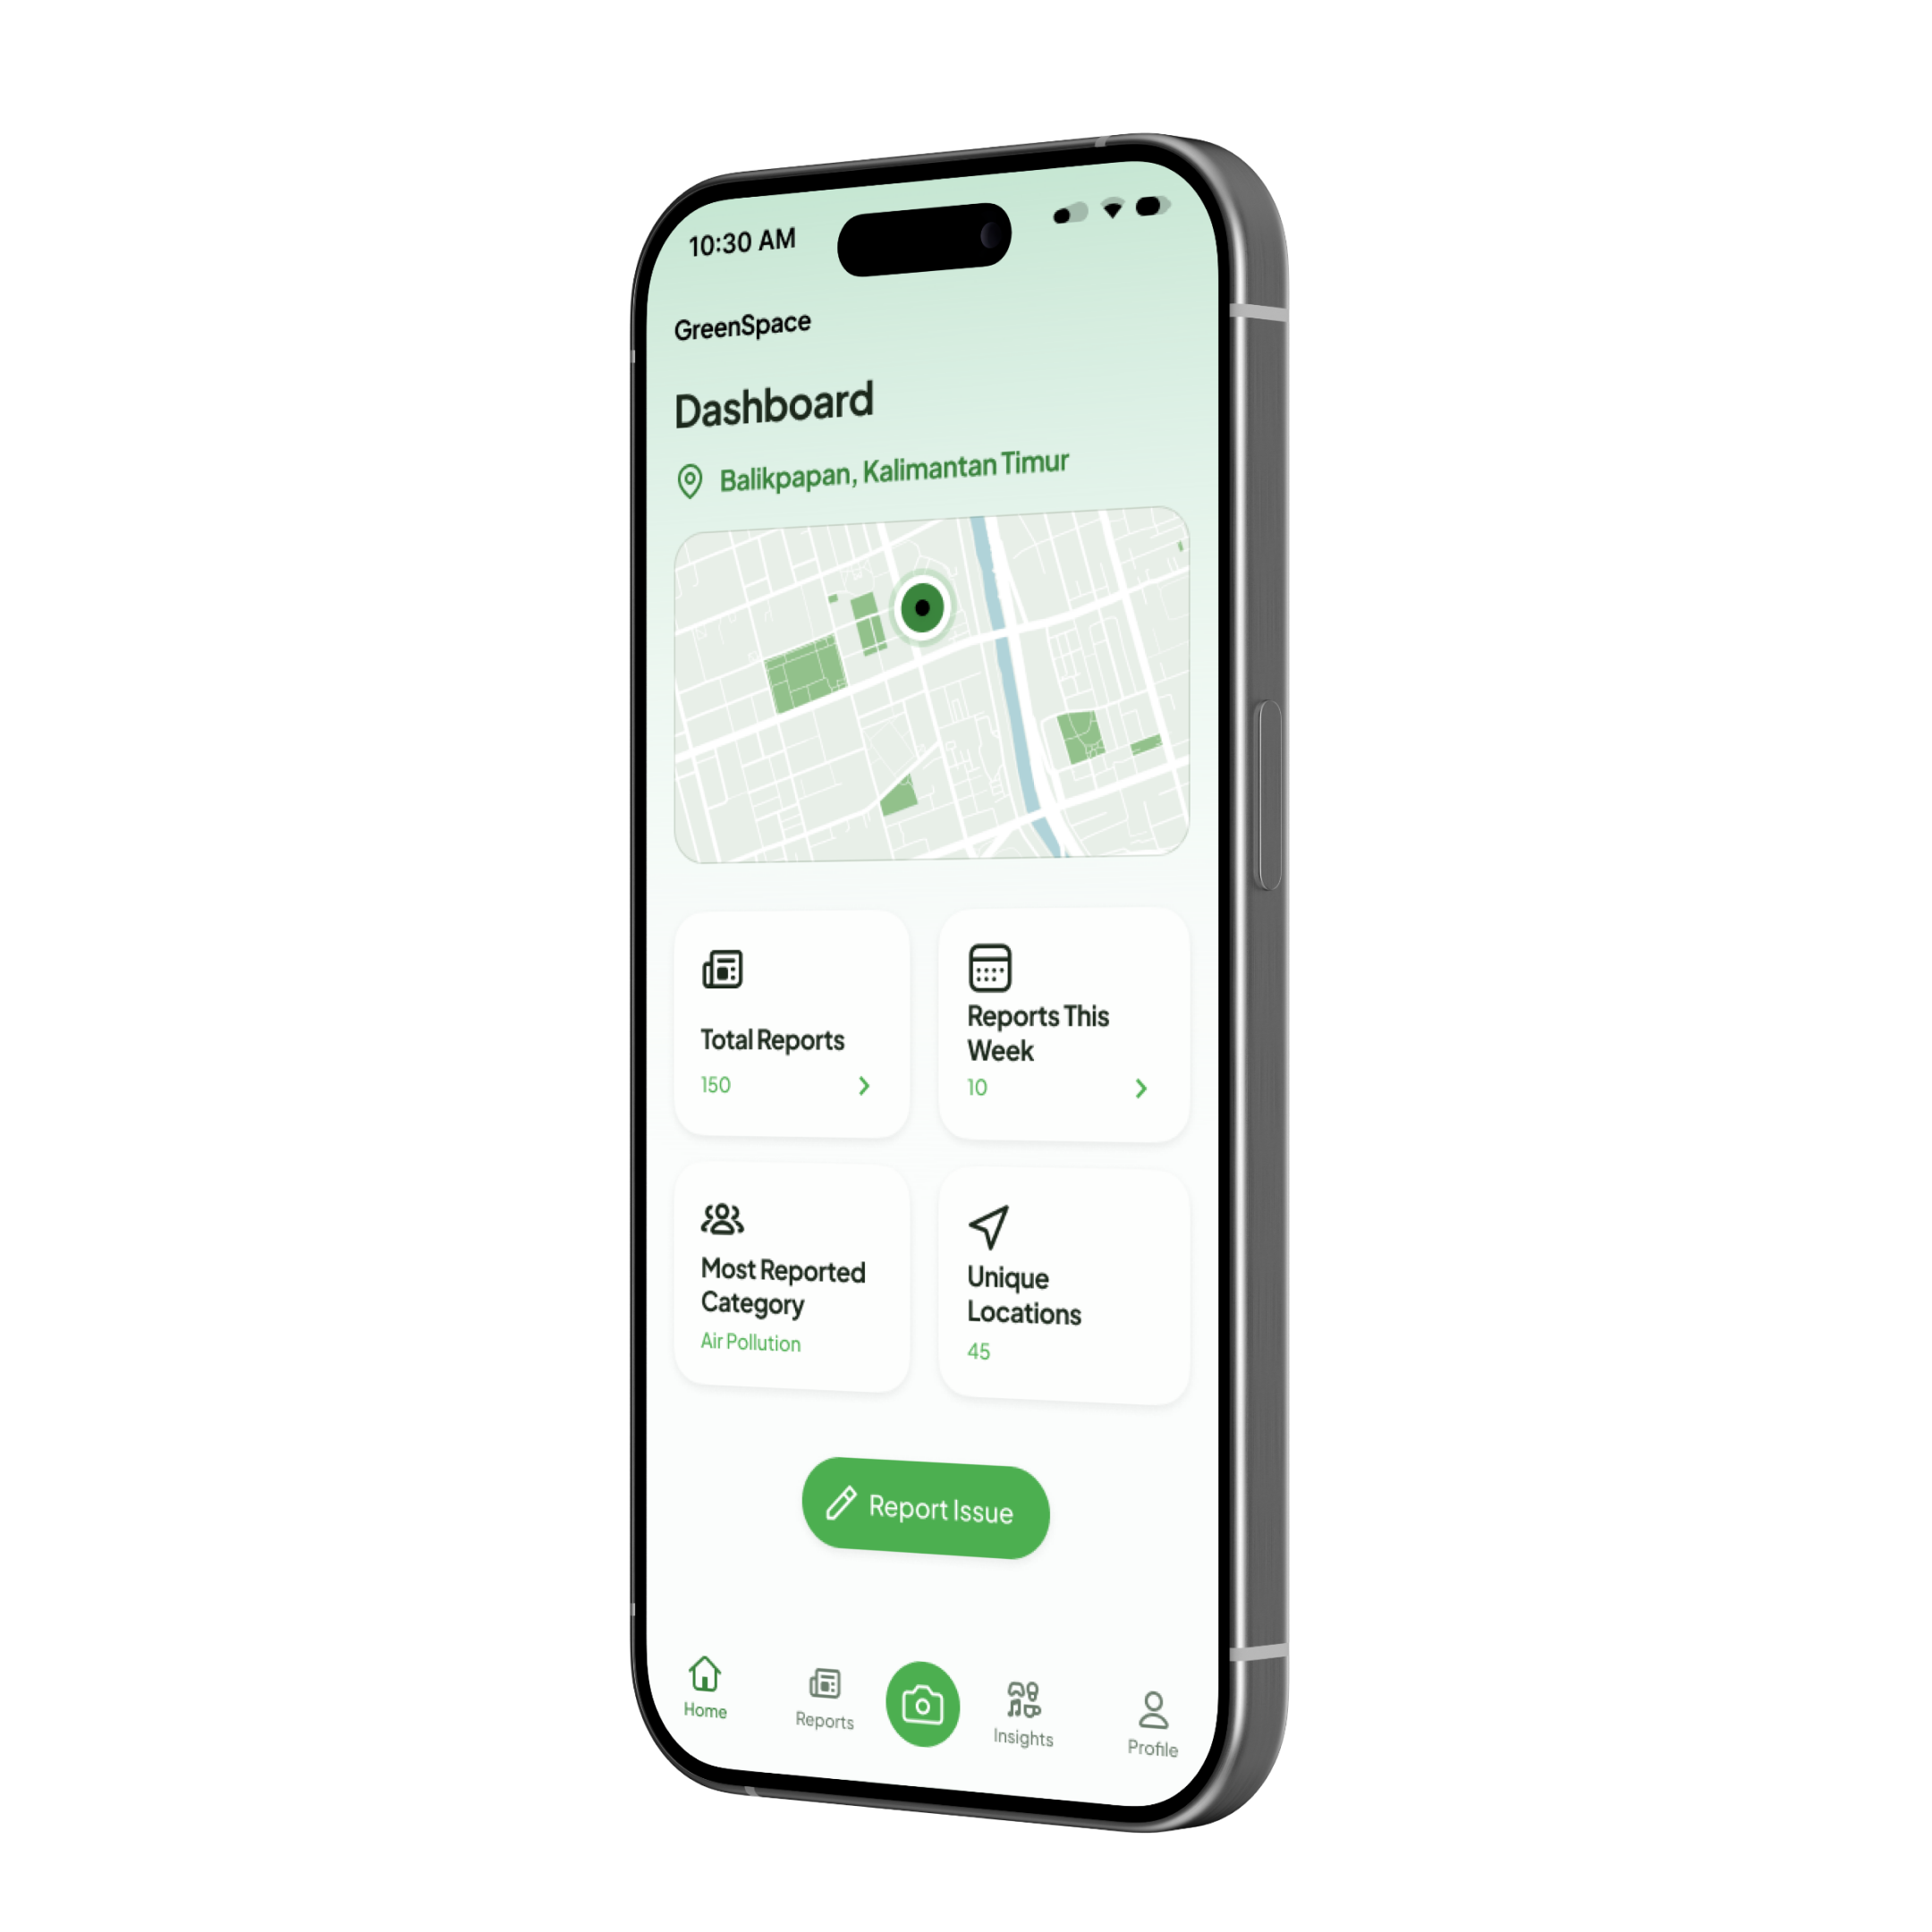 10:30 AM
GreenSpace
Dashboard
Balikpapan, Kalimantan Timur
Total Reports
150
Reports This
Week
10
Most Reported
Category
Air Pollution
Unique
Locations
45
Report Issue
Home
Reports
Insights
Profile